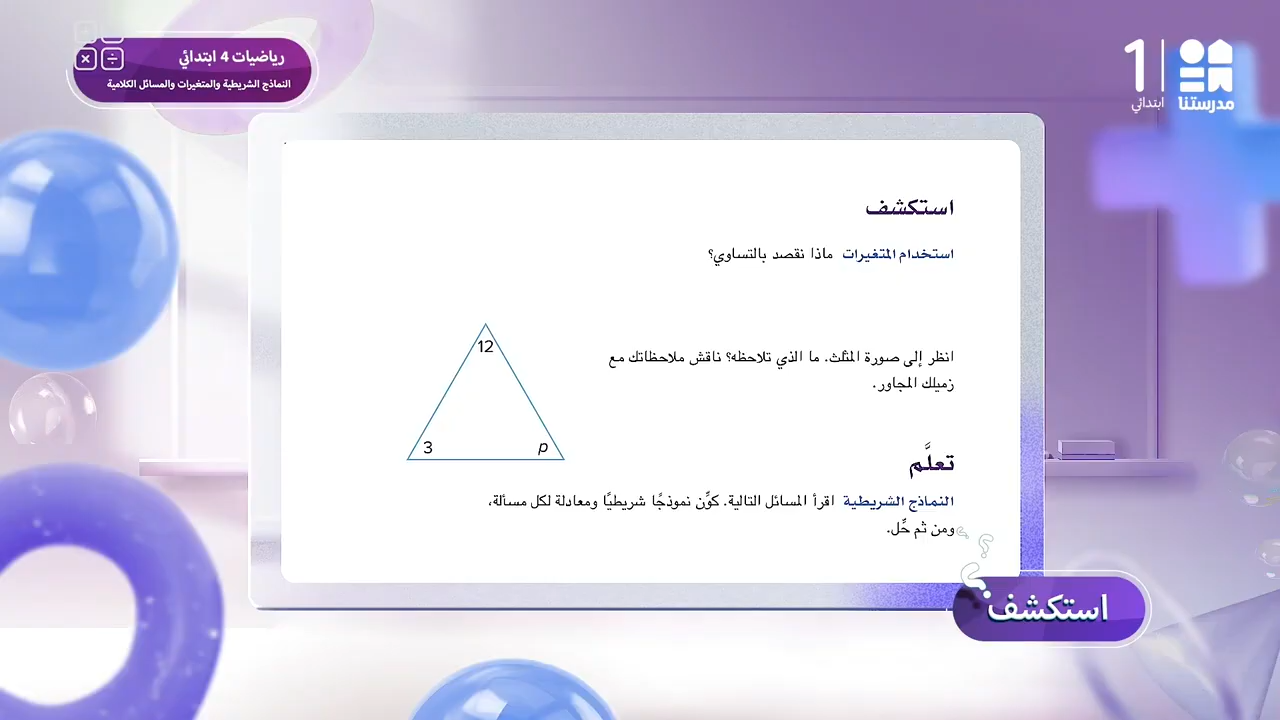 رياضيات 4 ابتدائي
النماذج الشريطية والمتغيرات والمسائل الكلامية
مدرستنا
1
ابتدائي
استكشف
استخدام المتغيرات ماذا نقصد بالتساوي؟
انظر إلى صورة المثلث. ما الذي تلاحظه؟ ناقش ملاحظاتك مع
زميلك المجاور.
12
3
p
تعلَّم
النماذج الشريطية اقرأ المسائل التالية. كوِّن نموذجًا شريطيًا ومعادلة لكل مسألة،
ومن ثم حِّل.
استكشف